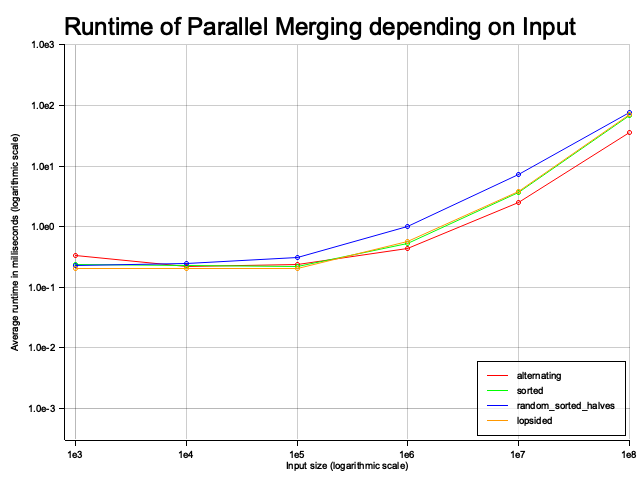 Runtime of Parallel Merging depending on Input
1.0e3
1.0e2
1.0e1
1.0e0
1.0e-1
1.0e-2
1.0e-3
Average runtime in milliseconds (logarithmic scale)
alternating
sorted
random_sorted_halves
lopsided
1e3
1e4
1e5
1e6
1e7
1e8
Input size (logarithmic scale)